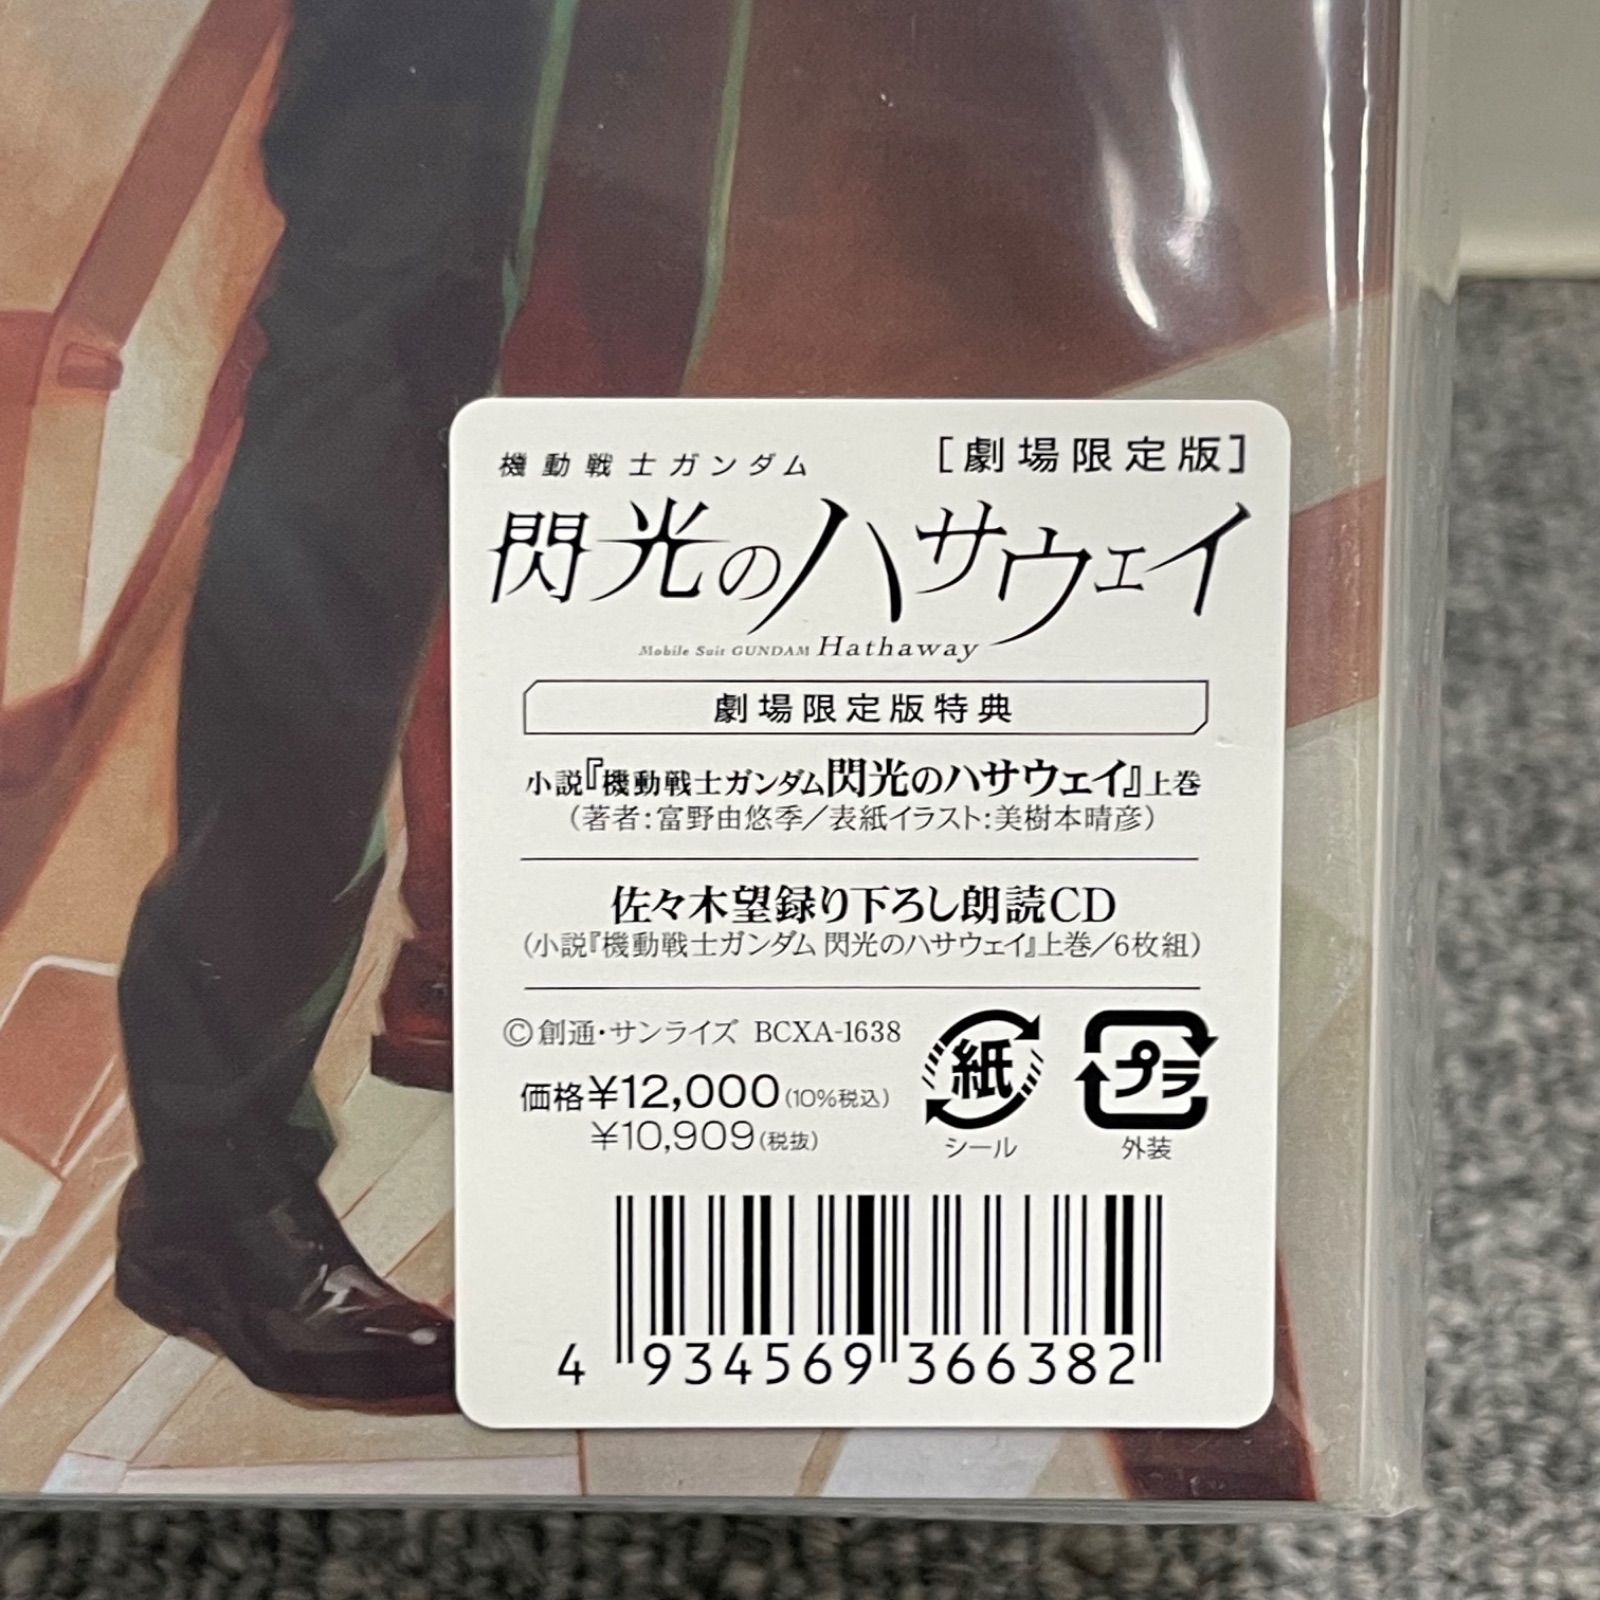 機動戦士ガンダム [劇場限定版]
閃光のハサウェイ
Mobile Suit GUNDAM Hathaway
劇場限定版特典
小説『機動戦士ガンダム閃光のハサウェイ』上巻
(著者:富野由悠季/表紙イラスト:美樹本晴彦)
佐々木望録り下ろし朗読CD
(小説『機動戦士ガンダム 閃光のハサウェイ』上巻/6枚組)
©創通・サンライズ BCXA-1638
価格¥12,000(10%税込)
¥10,909(税抜)
紙
シール
プラ
外装
4 934569 366382